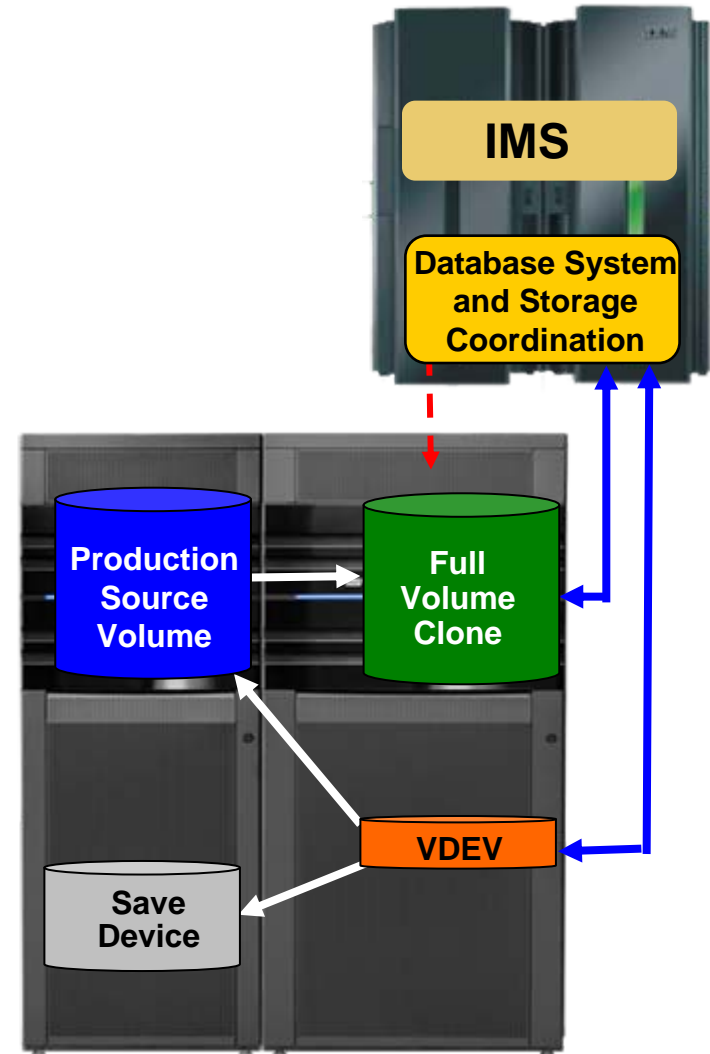 IMS
Database System
and Storage
Coordination
Production
Source
Volume
Full
Volume
Clone
VDEV
Save
Device